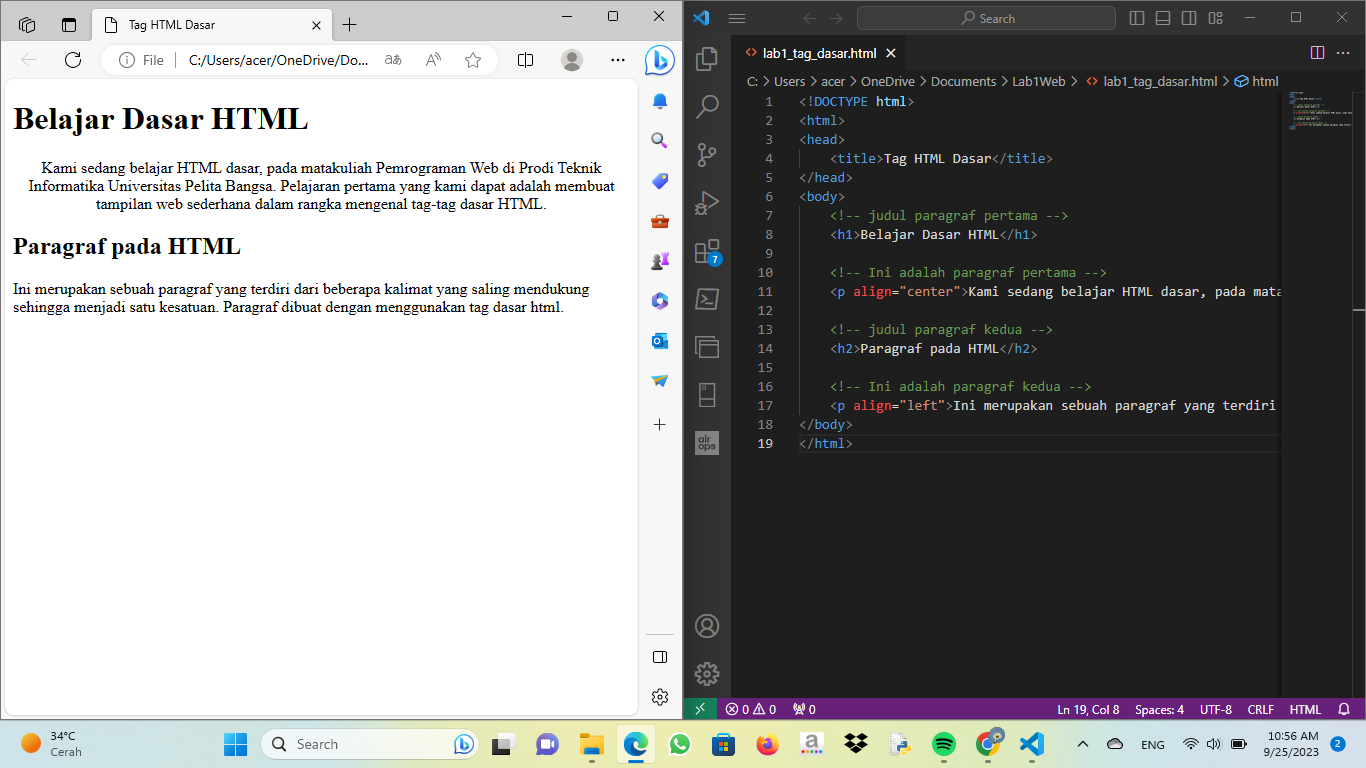 Tag HTML Dasar
File
C:/Users/acer/OneDrive/Do...
Belajar Dasar HTML
Kami sedang belajar HTML dasar, pada matakuliah Pemrograman Web di Prodi Teknik
Informatika Universitas Pelita Bangsa. Pelajaran pertama yang kami dapat adalah membuat
tampilan web sederhana dalam rangka mengenal tag-tag dasar HTML.
Paragraf pada HTML
Ini merupakan sebuah paragraf yang terdiri dari beberapa kalimat yang saling mendukung
sehingga menjadi satu kesatuan. Paragraf dibuat dengan menggunakan tag dasar html.
Search
lab1_tag_dasar.html
C: > Users > acer > OneDrive > Documents > Lab1Web > lab1_tag_dasar.html > html
1 <!DOCTYPE html>
2 <html>
3 <head>
4 <title>Tag HTML Dasar</title>
5 </head>
6 <body>
7 <!-- judul paragraf pertama -->
8 <h1>Belajar Dasar HTML</h1>
9
10 <!-- Ini adalah paragraf pertama -->
11 <p align="center">Kami sedang belajar HTML dasar, pada mata
12
13 <!-- judul paragraf kedua -->
14 <h2>Paragraf pada HTML</h2>
15
16 <!-- Ini adalah paragraf kedua -->
17 <p align="left">Ini merupakan sebuah paragraf yang terdiri
18 </body>
19 </html>
7
air
ops
0 0 0
Ln 19, Col 8 Spaces: 4 UTF-8 CRLF HTML
34°C
Cerah
Search
a
ENG
10:56 AM
9/25/2023
2